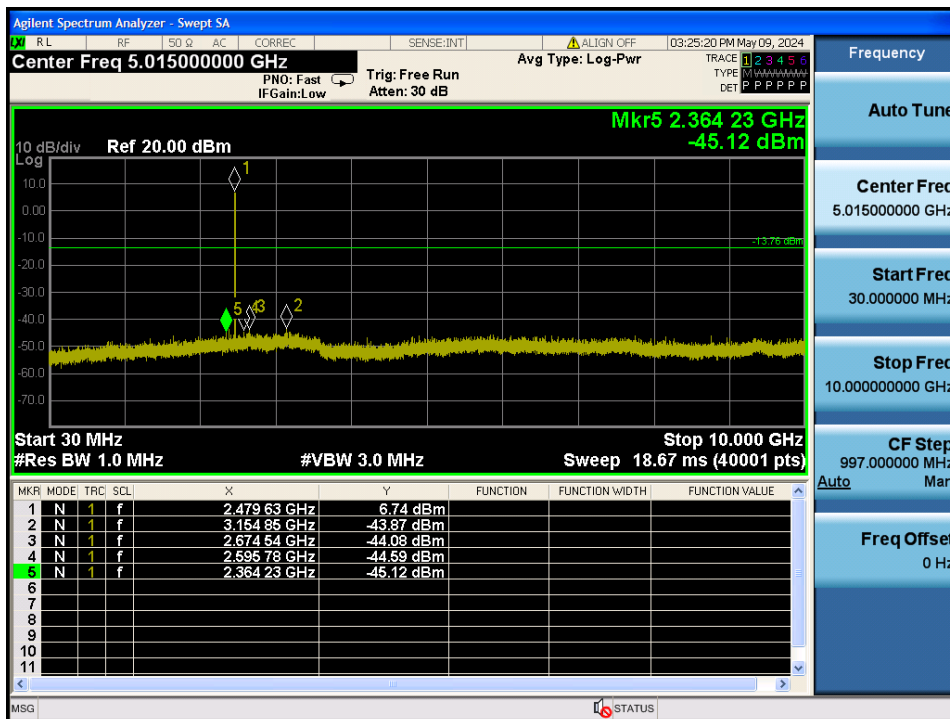 Agilent Spectrum Analyzer - Swept SA
LXI RL RF 50 Ω AC CORREC SENSE:INT ALIGN OFF 03:25:20 PM May 09, 2024
Center Freq 5.015000000 GHz
PNO: Fast
IFGain:Low
Trig: Free Run
Atten: 30 dB
Avg Type: Log-Pwr
TRACE 1 2 3 4 5 6
TYPE M W W W W W
DET P P P P P P
Mkr5 2.364 23 GHz
-45.12 dBm
10 dB/div
Log
Ref 20.00 dBm
10.0
0.00
-10.0
-20.0
-30.0
-40.0
-50.0
-60.0
-70.0
-13.76 dBm
1
5 4 3 2
Start 30 MHz
Stop 10.000 GHz
#Res BW 1.0 MHz
#VBW 3.0 MHz
Sweep 18.67 ms (40001 pts)
MKR MODE TRC SCL X Y FUNCTION FUNCTION WIDTH FUNCTION VALUE
1 N 1 f 2.479 63 GHz 6.74 dBm
2 N 1 f 3.154 85 GHz -43.87 dBm
3 N 1 f 2.674 54 GHz -44.08 dBm
4 N 1 f 2.595 78 GHz -44.59 dBm
5 N 1 f 2.364 23 GHz -45.12 dBm
6
7
8
9
10
11
MSG
STATUS
Frequency
Auto Tune
Center Freq
5.015000000 GHz
Start Freq
30.000000 MHz
Stop Freq
10.000000000 GHz
CF Step
997.000000 MHz
Auto Man
Freq Offset
0 Hz